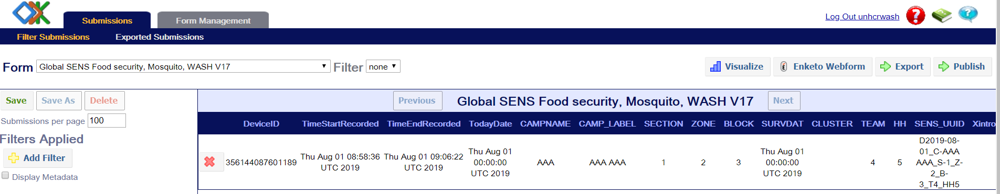 Submissions
Form Management
Log Out unhcrwash
Filter Submissions
Exported Submissions
Form Global SENS Food security, Mosquito, WASH V17 Filter none
Visualize
Enketo Webform
Export
Publish
Save Save As Delete
Submissions per page 100
Filters Applied
Add Filter
Display Metadata
Previous Global SENS Food security, Mosquito, WASH V17 Next
DeviceID TimeStartRecorded TimeEndRecorded TodayDate CAMPNAME CAMP_LABEL SECTION ZONE BLOCK SURVDAT CLUSTER TEAM HH SENS_UUID Xintro
356144087601189
Thu Aug 01 08:58:36
UTC 2019
Thu Aug 01 09:06:22
UTC 2019
Thu Aug 01
00:00:00
UTC 2019
AAA
AAA AAA
1
2
3
Thu Aug 01
00:00:00
UTC 2019
4
5
D2019-08-
01_C-AAA
AAA_S-1_Z-
2_B-
3_T4_HH5